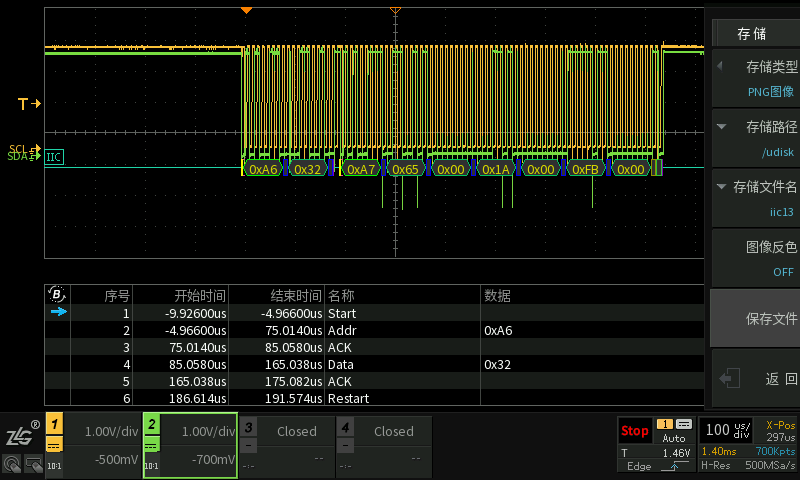 存储
存储类型
PNG图像
存储路径
/udisk
存储文件名
iic13
图像反色
OFF
保存文件
返 回
T
SCL
SDA
IIC
0xA6 0x32 0xA7 0x65 0x00 0x1A 0x00 0xFB 0x00
B 序号 开始时间 结束时间 名称 数据
1 -9.92600us -4.96600us Start
2 -4.96600us 75.0140us Addr 0xA6
3 75.0140us 85.0580us ACK
4 85.0580us 165.038us Data 0x32
5 165.038us 175.082us ACK
6 186.614us 191.574us Restart
ZLG®
1 1.00V/div
10:1 -500mV
2 1.00V/div
10:1 -700mV
3 Closed
-:- --
4 Closed
-:- --
Stop 1 Auto
T 1.46V
Edge
100 us/div
X-Pos
297us
1.40ms 700Kpts
H-Res 500MSa/s